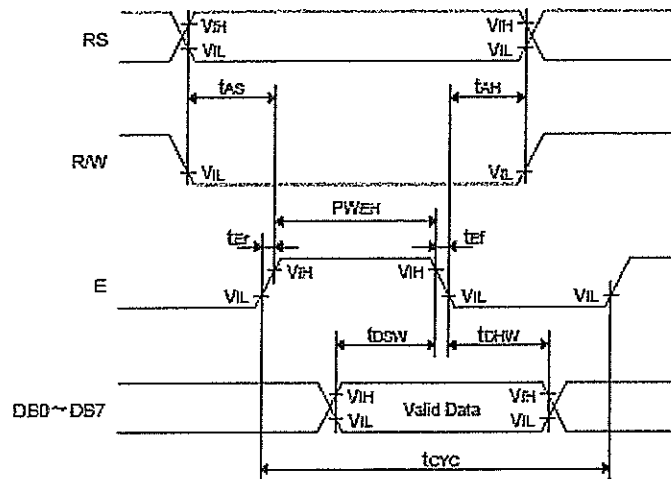 RS
VIH
VIH
VIL
VIL
tAS
tAH
R/W
VIL
VIL
PWEH
tEr
tEf
E
VIH
VIH
VIL
VIL
VIL
tDSW
tDHW
DB0~DB7
VIH
VIH
VIL
Valid Data
VIL
tCYC